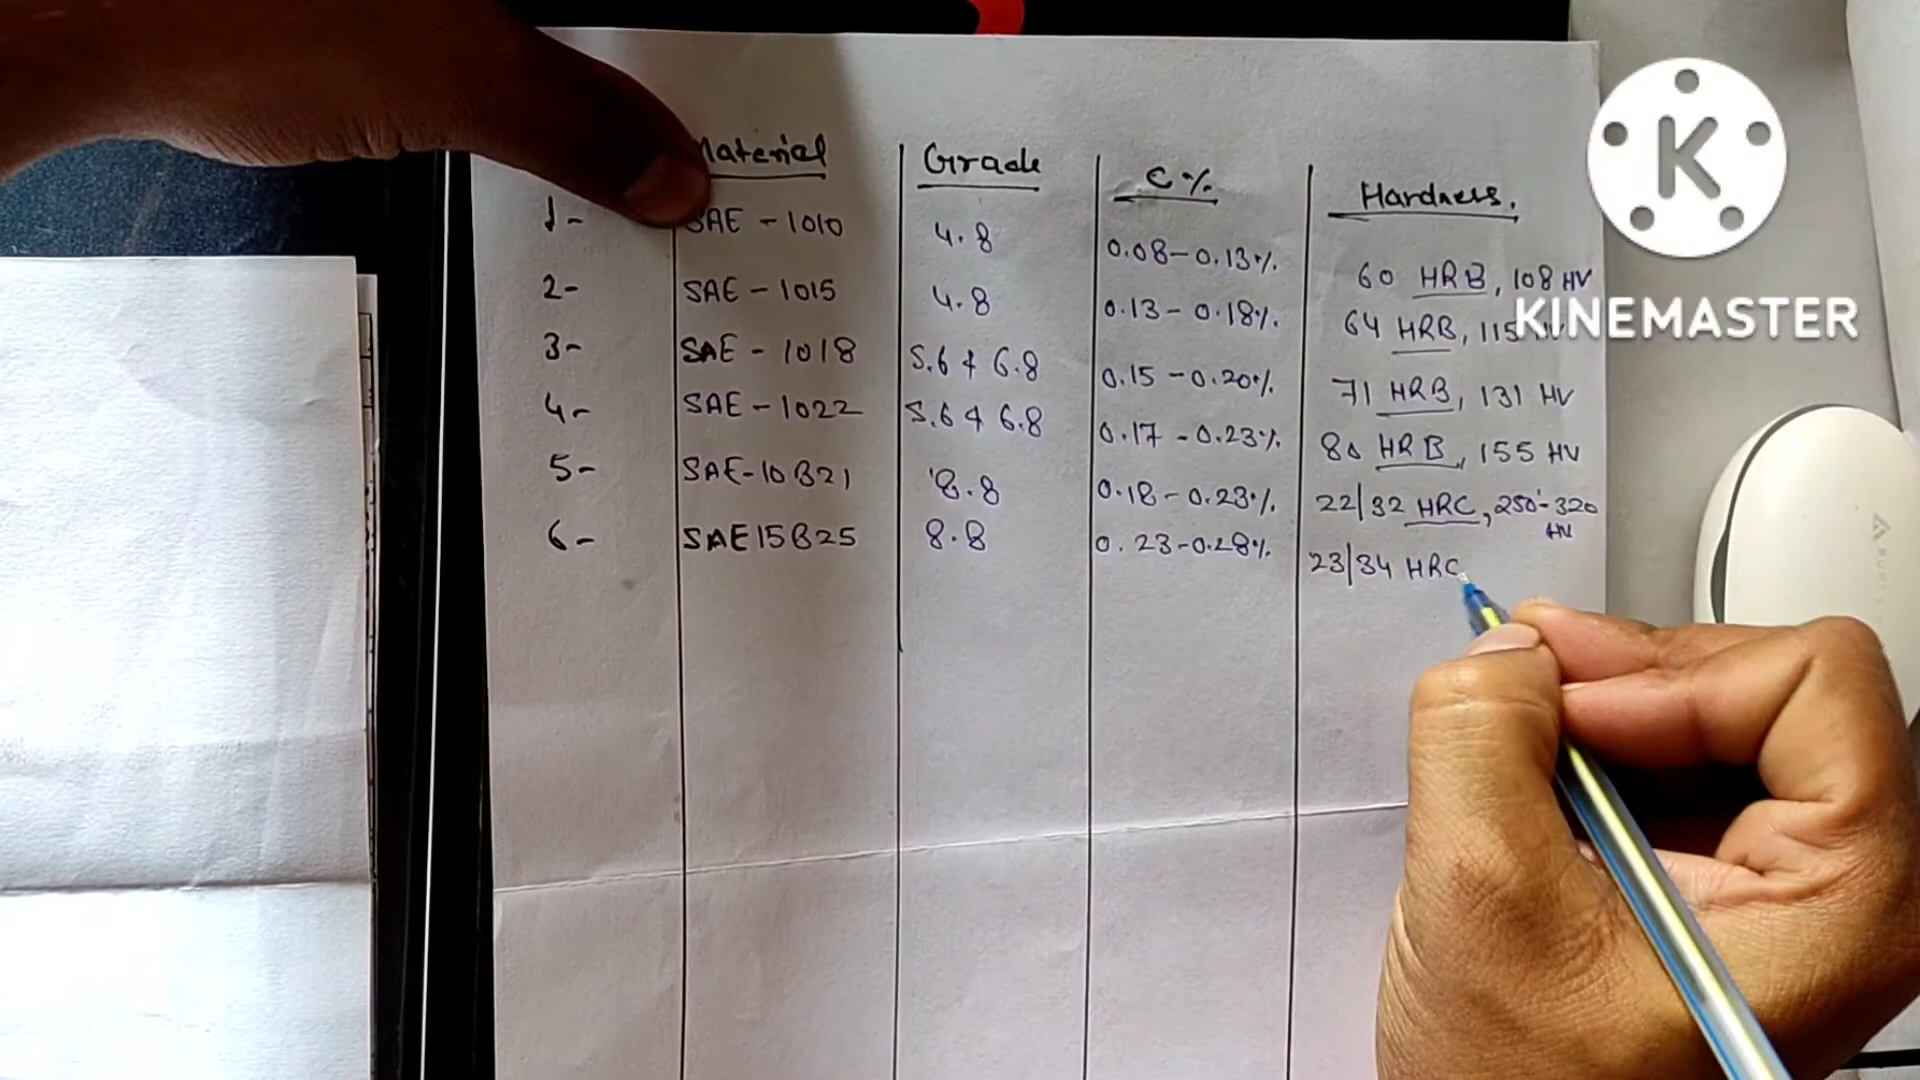 Material Grade C% Hardness.
1- SAE - 1010 4.8 0.08-0.13% 60 HRB, 108 HV
2- SAE - 1015 4.8 0.13-0.18% 64 HRB, 115 HV
3- SAE - 1018 5.6 & 6.8 0.15-0.20% 71 HRB, 131 HV
4- SAE - 1022 5.6 & 6.8 0.17-0.23% 80 HRB, 155 HV
5- SAE-10B21 8.8 0.18-0.23% 22/32 HRC, 250-320 HV
6- SAE15B25 8.8 0.23-0.28% 23/34 HRC
K
KINEMASTER